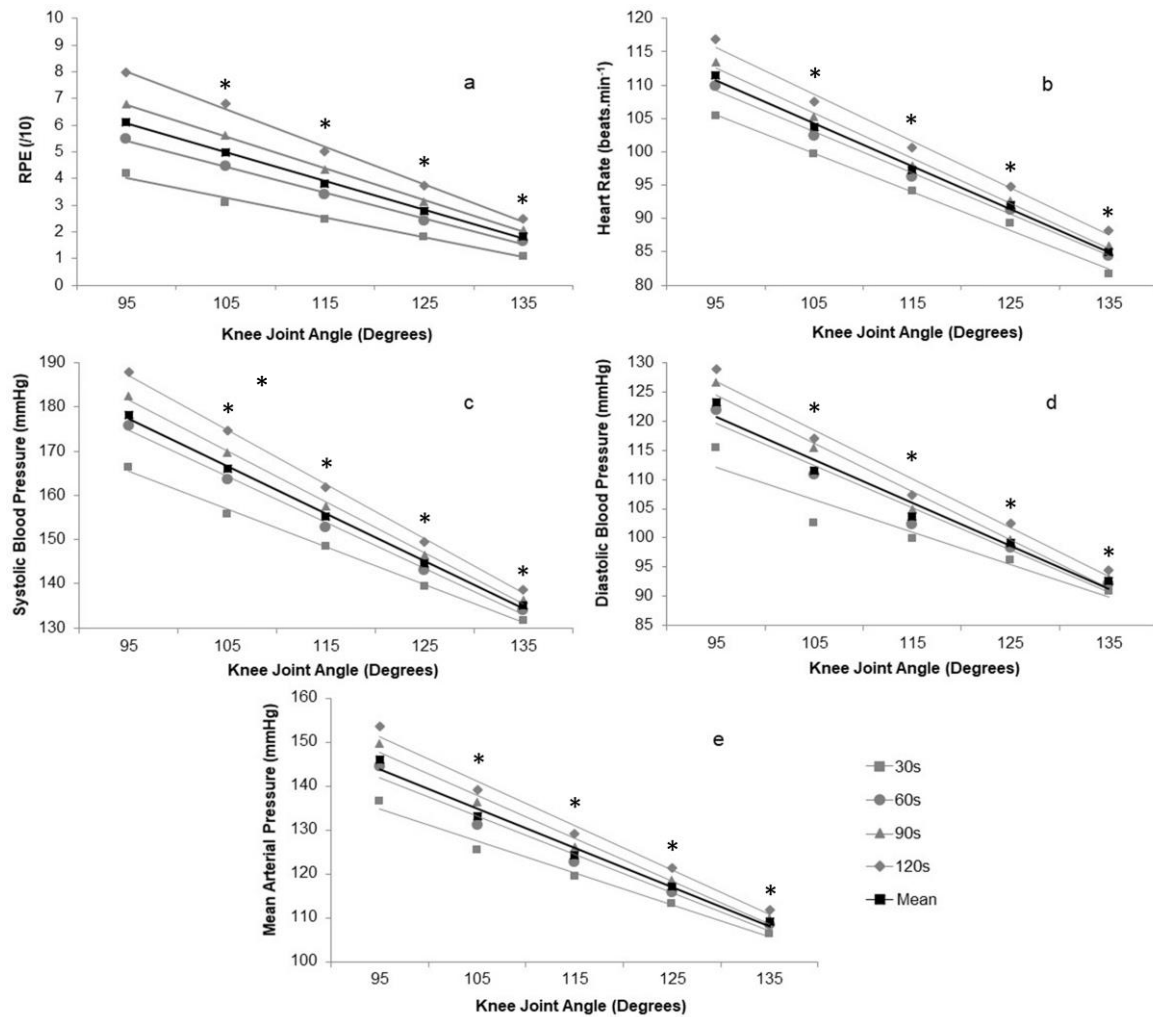 10
9
8
7
6
5
4
3
2
1
0
RPE (/10)
a
*
*
*
*
95 105 115 125 135
Knee Joint Angle (Degrees)
120
115
110
105
100
95
90
85
80
Heart Rate (beats.min⁻¹)
b
*
*
*
*
95 105 115 125 135
Knee Joint Angle (Degrees)
190
180
170
160
150
140
130
Systolic Blood Pressure (mmHg)
c
*
*
*
*
*
95 105 115 125 135
Knee Joint Angle (Degrees)
130
125
120
115
110
105
100
95
90
85
Diastolic Blood Pressure (mmHg)
d
*
*
*
*
95 105 115 125 135
Knee Joint Angle (Degrees)
160
150
140
130
120
110
100
Mean Arterial Pressure (mmHg)
e
*
*
*
*
95 105 115 125 135
Knee Joint Angle (Degrees)
30s
60s
90s
120s
Mean